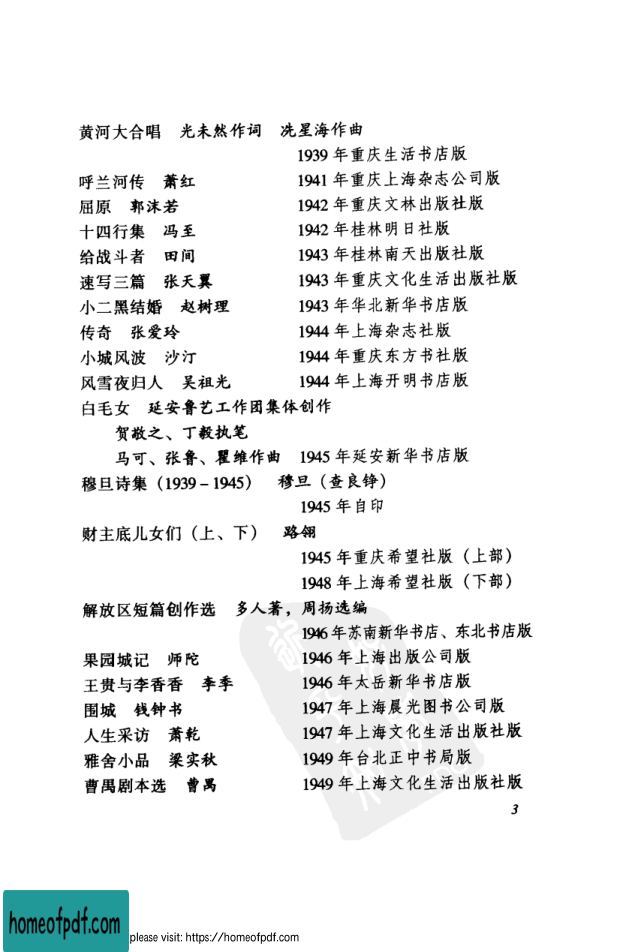 黄河大合唱 光未然作词 冼星海作曲
1939 年重庆生活书店版
呼兰河传 萧红 1941 年重庆上海杂志公司版
屈原 郭沫若 1942 年重庆文林出版社版
十四行集 冯至 1942 年桂林明日社版
给战斗者 田间 1943 年桂林南天出版社版
速写三篇 张天翼 1943 年重庆文化生活出版社版
小二黑结婚 赵树理 1943 年华北新华书店版
传奇 张爱玲 1944 年上海杂志社版
小城风波 沙汀 1944 年重庆东方书社版
风雪夜归人 吴祖光 1944 年上海开明书店版
白毛女 延安鲁艺工作团集体创作
贺敬之、丁毅执笔
马可、张鲁、瞿维作曲 1945 年延安新华书店版
穆旦诗集（1939－1945） 穆旦（查良铮）
1945 年自印
财主底儿女们（上、下） 路翎
1945 年重庆希望社版（上部）
1948 年上海希望社版（下部）
解放区短篇创作选 多人著，周扬选编
1946 年苏南新华书店、东北书店版
果园城记 师陀 1946 年上海出版公司版
王贵与李香香 李季 1946 年太岳新华书店版
围城 钱钟书 1947 年上海晨光图书公司版
人生采访 萧乾 1947 年上海文化生活出版社版
雅舍小品 梁实秋 1949 年台北正中书局版
曹禺剧本选 曹禺 1949 年上海文化生活出版社版
3
homeofpdf.com
please visit: https://homeofpdf.com